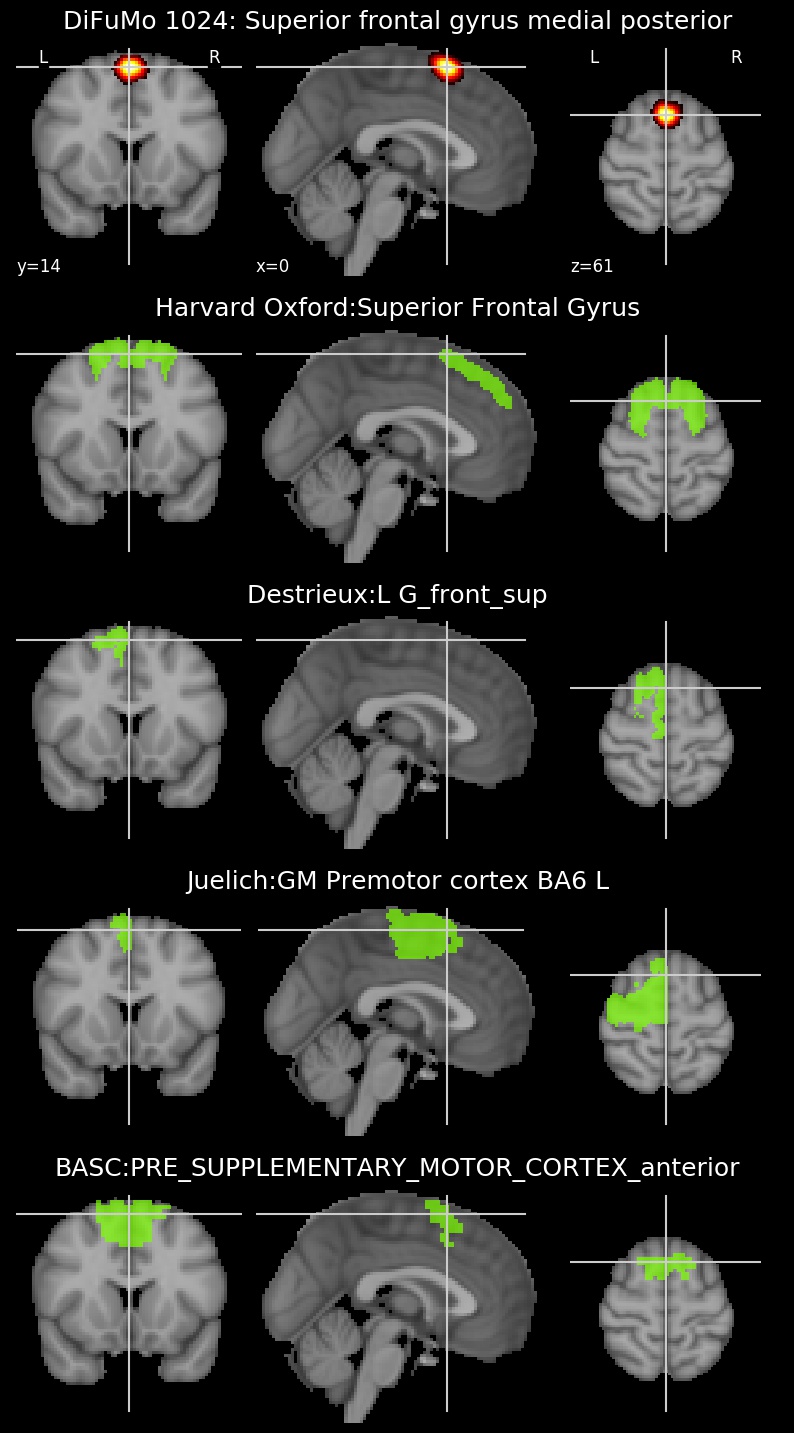 DiFuMo 1024: Superior frontal gyrus medial posterior
L R L R
y=14 x=0 z=61
Harvard Oxford:Superior Frontal Gyrus
Destrieux:L G_front_sup
Juelich:GM Premotor cortex BA6 L
BASC:PRE_SUPPLEMENTARY_MOTOR_CORTEX_anterior